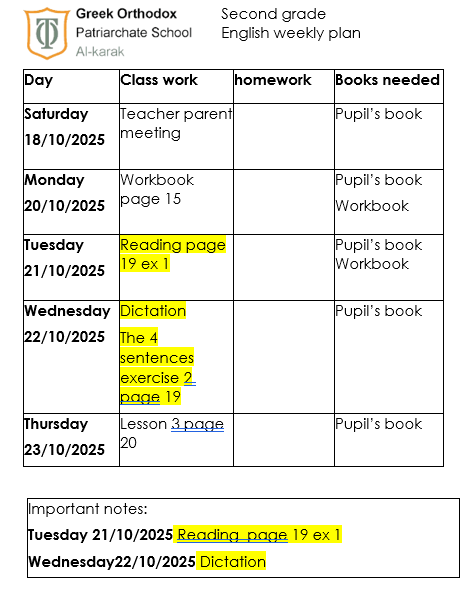 Greek Orthodox
Patriarchate School
Al-karak
Second grade
English weekly plan
Day Class work homework Books needed
Saturday
18/10/2025
Teacher parent
meeting
Pupil's book
Monday
20/10/2025
Workbook
page 15
Pupil's book
Workbook
Tuesday
21/10/2025
Reading page
19 ex 1
Pupil's book
Workbook
Wednesday
22/10/2025
Dictation
The 4
sentences
exercise 2
page 19
Pupil's book
Thursday
23/10/2025
Lesson 3 page
20
Pupil's book
Important notes:
Tuesday 21/10/2025 Reading page 19 ex 1
Wednesday22/10/2025 Dictation